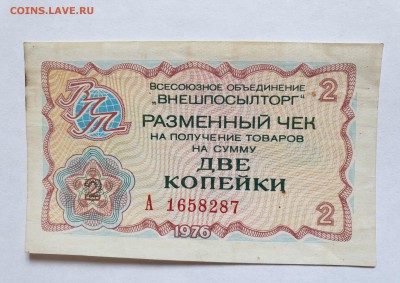 COINS.LAVE.RU
ВСЕСОЮЗНОЕ ОБЪЕДИНЕНИЕ
„ВНЕШПОСЫЛТОРГ"
2
ВПТ
РАЗМЕННЫЙ ЧЕК
НА ПОЛУЧЕНИЕ ТОВАРОВ
НА СУММУ
ДВЕ
КОПЕЙКИ
2
А 1658287
2
1976